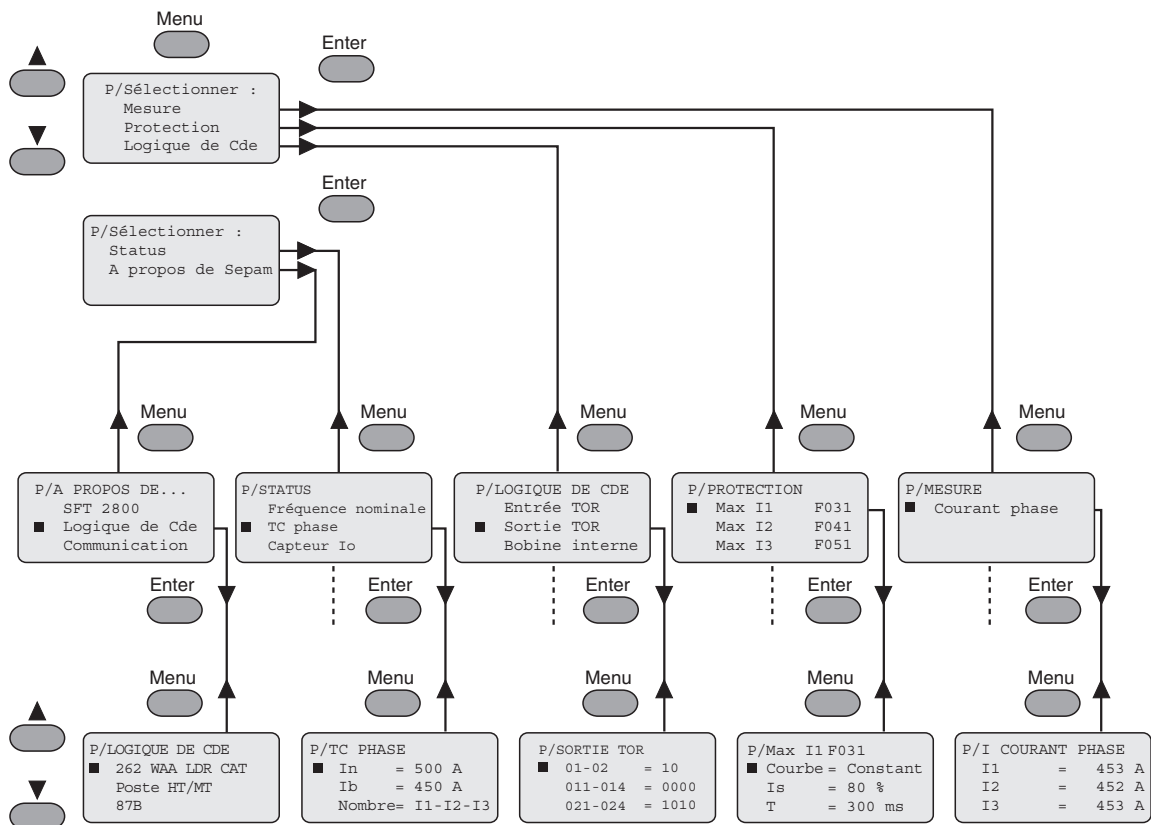 Menu
Enter
P/Sélectionner :
Mesure
Protection
Logique de Cde
Enter
P/Sélectionner :
Status
A propos de Sepam
Menu
Menu
Menu
Menu
Menu
P/A PROPOS DE...
SFT 2800
Logique de Cde
Communication
P/STATUS
Fréquence nominale
TC phase
Capteur Io
P/LOGIQUE DE CDE
Entrée TOR
Sortie TOR
Bobine interne
P/PROTECTION
Max I1 F031
Max I2 F041
Max I3 F051
P/MESURE
Courant phase
Enter
Enter
Enter
Enter
Enter
Menu
Menu
Menu
Menu
Menu
P/LOGIQUE DE CDE
262 WAA LDR CAT
Poste HT/MT
87B
P/TC PHASE
In = 500 A
Ib = 450 A
Nombre= I1-I2-I3
P/SORTIE TOR
01-02 = 10
011-014 = 0000
021-024 = 1010
P/Max I1 F031
Courbe = Constant
Is = 80 %
T = 300 ms
P/I COURANT PHASE
I1 = 453 A
I2 = 452 A
I3 = 453 A